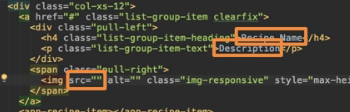 <div class="col-xs-12">
<a href="#" class="list-group-item clearfix">
<div class="pull-left">
<h4 class="list-group-item-heading">Recipe Name</h4>
<p class="list-group-item-text">Description</p>
</div>
<span class="pull-right">
<img src="" alt="" class="img-responsive" style="max-hei
</span>